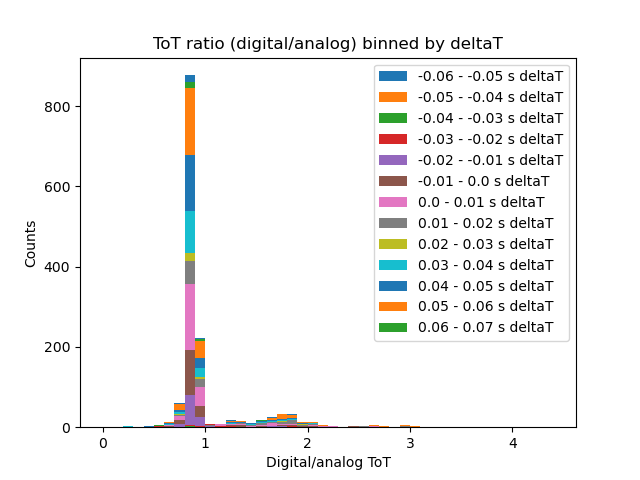 ToT ratio (digital/analog) binned by deltaT
Counts
800
600
400
200
0
0 1 2 3 4
Digital/analog ToT
-0.06 - -0.05 s deltaT
-0.05 - -0.04 s deltaT
-0.04 - -0.03 s deltaT
-0.03 - -0.02 s deltaT
-0.02 - -0.01 s deltaT
-0.01 - 0.0 s deltaT
0.0 - 0.01 s deltaT
0.01 - 0.02 s deltaT
0.02 - 0.03 s deltaT
0.03 - 0.04 s deltaT
0.04 - 0.05 s deltaT
0.05 - 0.06 s deltaT
0.06 - 0.07 s deltaT